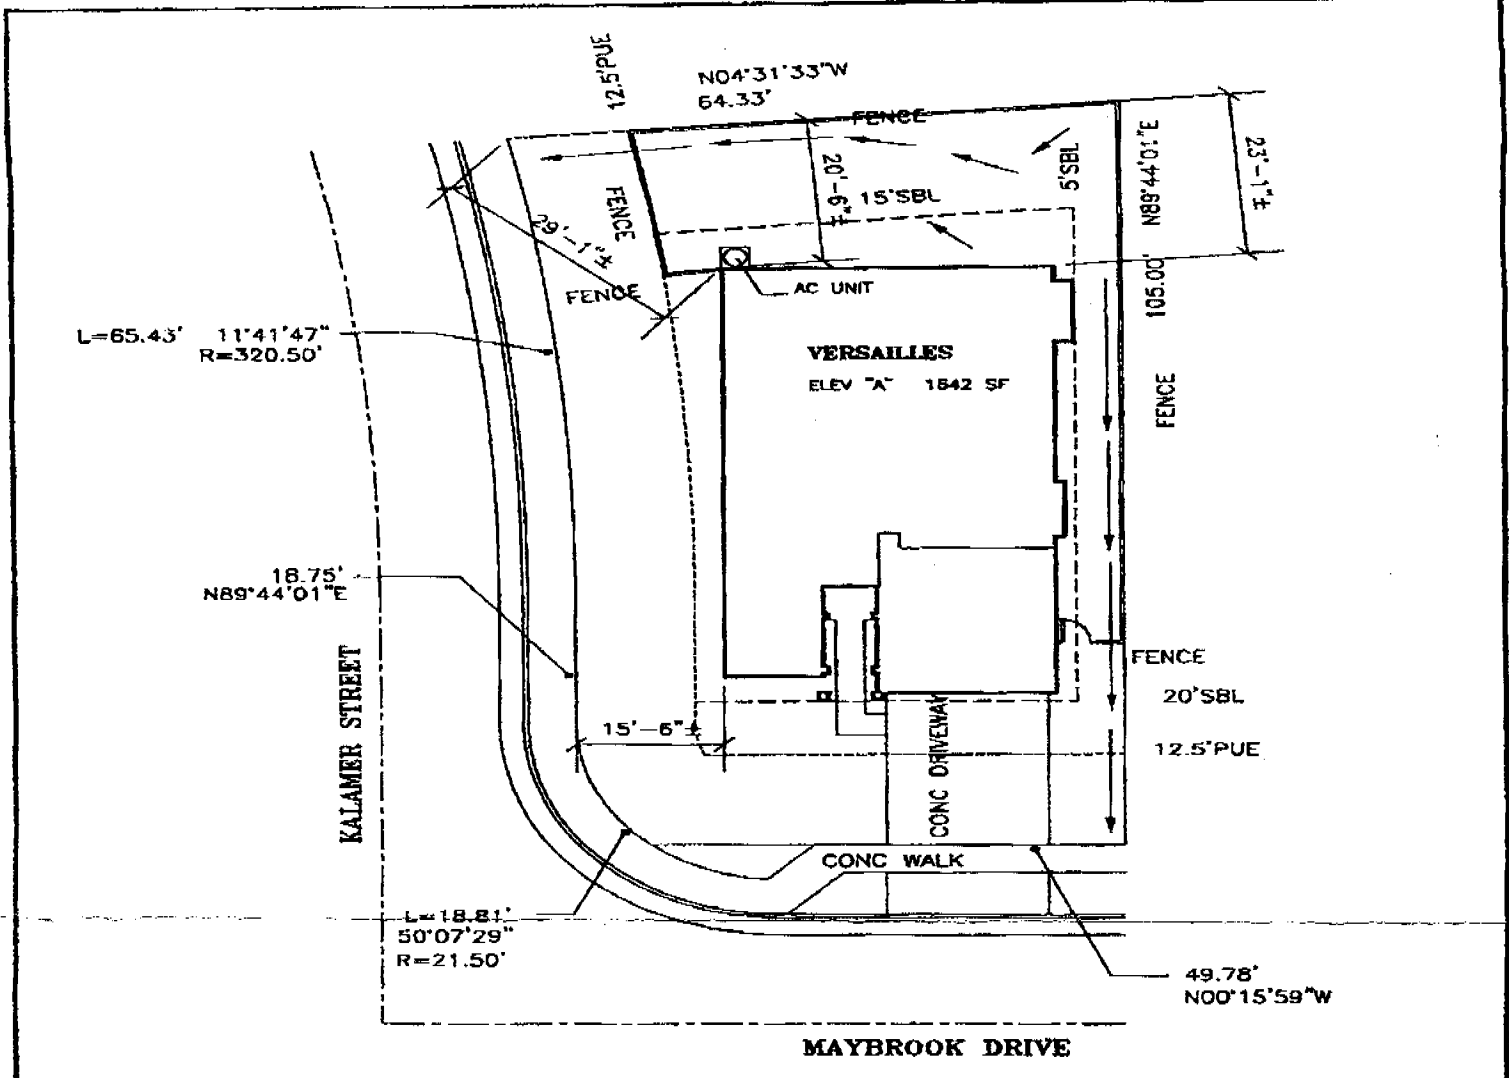 12.5'PUE
N04°31'33"W
64.33'
FENCE
N89°44'01"E
105.00'
23'-1"±
5'SBL
20'-6"±
15'SBL
FENCE
29'-1"±
FENCE
AC UNIT
L=65.43' 11°41'47"
R=320.50'
VERSAILLES
ELEV "A" 1842 SF
FENCE
18.75'
N89°44'01"E
KALAMER STREET
FENCE
20'SBL
15'-6"±
12.5'PUE
CONC DRIVEWAY
CONC WALK
L=18.81'
50°07'29"
R=21.50'
49.78'
N00°15'59"W
MAYBROOK DRIVE